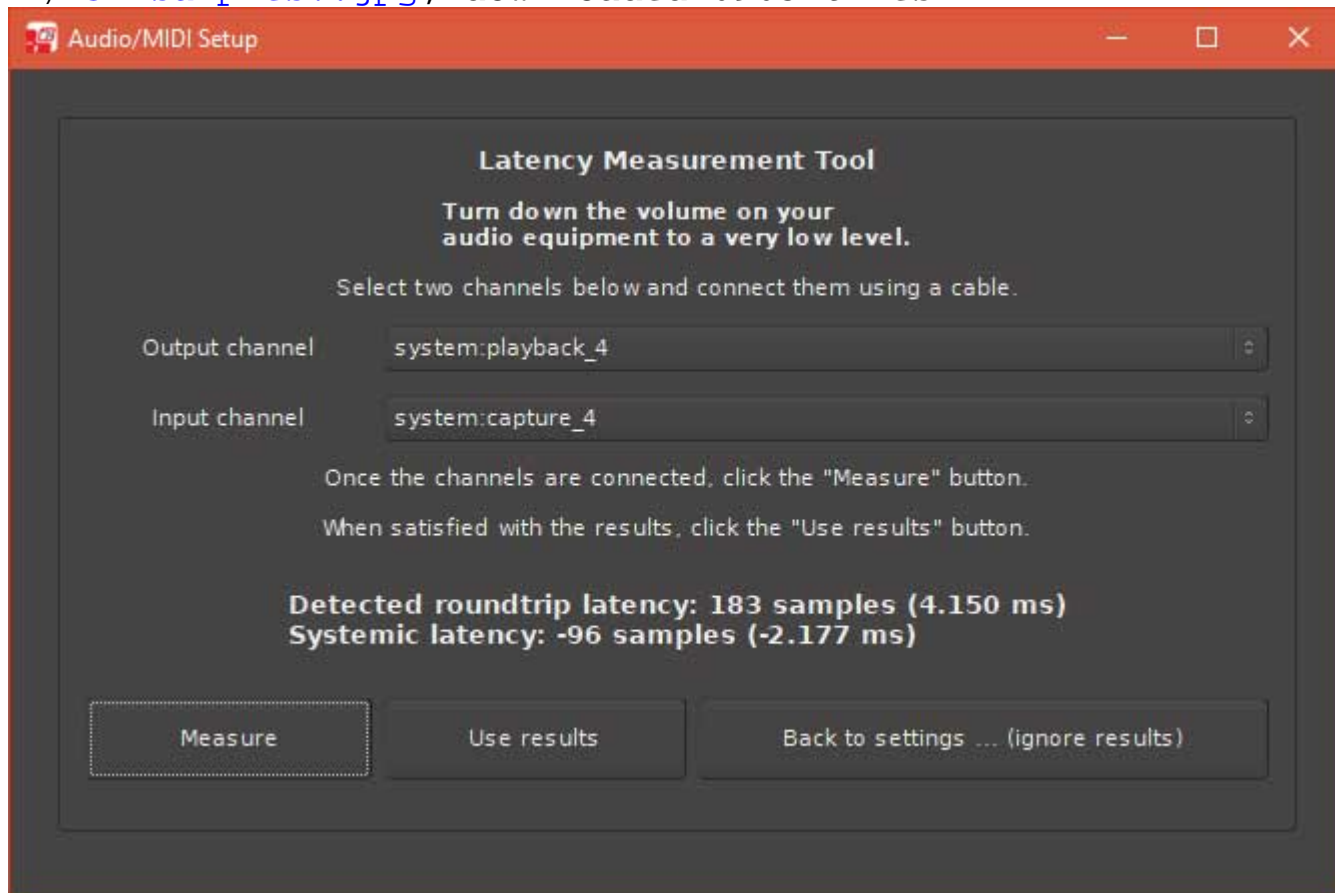 Audio/MIDI Setup
Latency Measurement Tool
Turn down the volume on your
audio equipment to a very low level.
Select two channels below and connect them using a cable.
Output channel
system:playback_4
Input channel
system:capture_4
Once the channels are connected, click the "Measure" button.
When satisfied with the results, click the "Use results" button.
Detected roundtrip latency: 183 samples (4.150 ms)
Systemic latency: -96 samples (-2.177 ms)
Measure
Use results
Back to settings ... (ignore results)